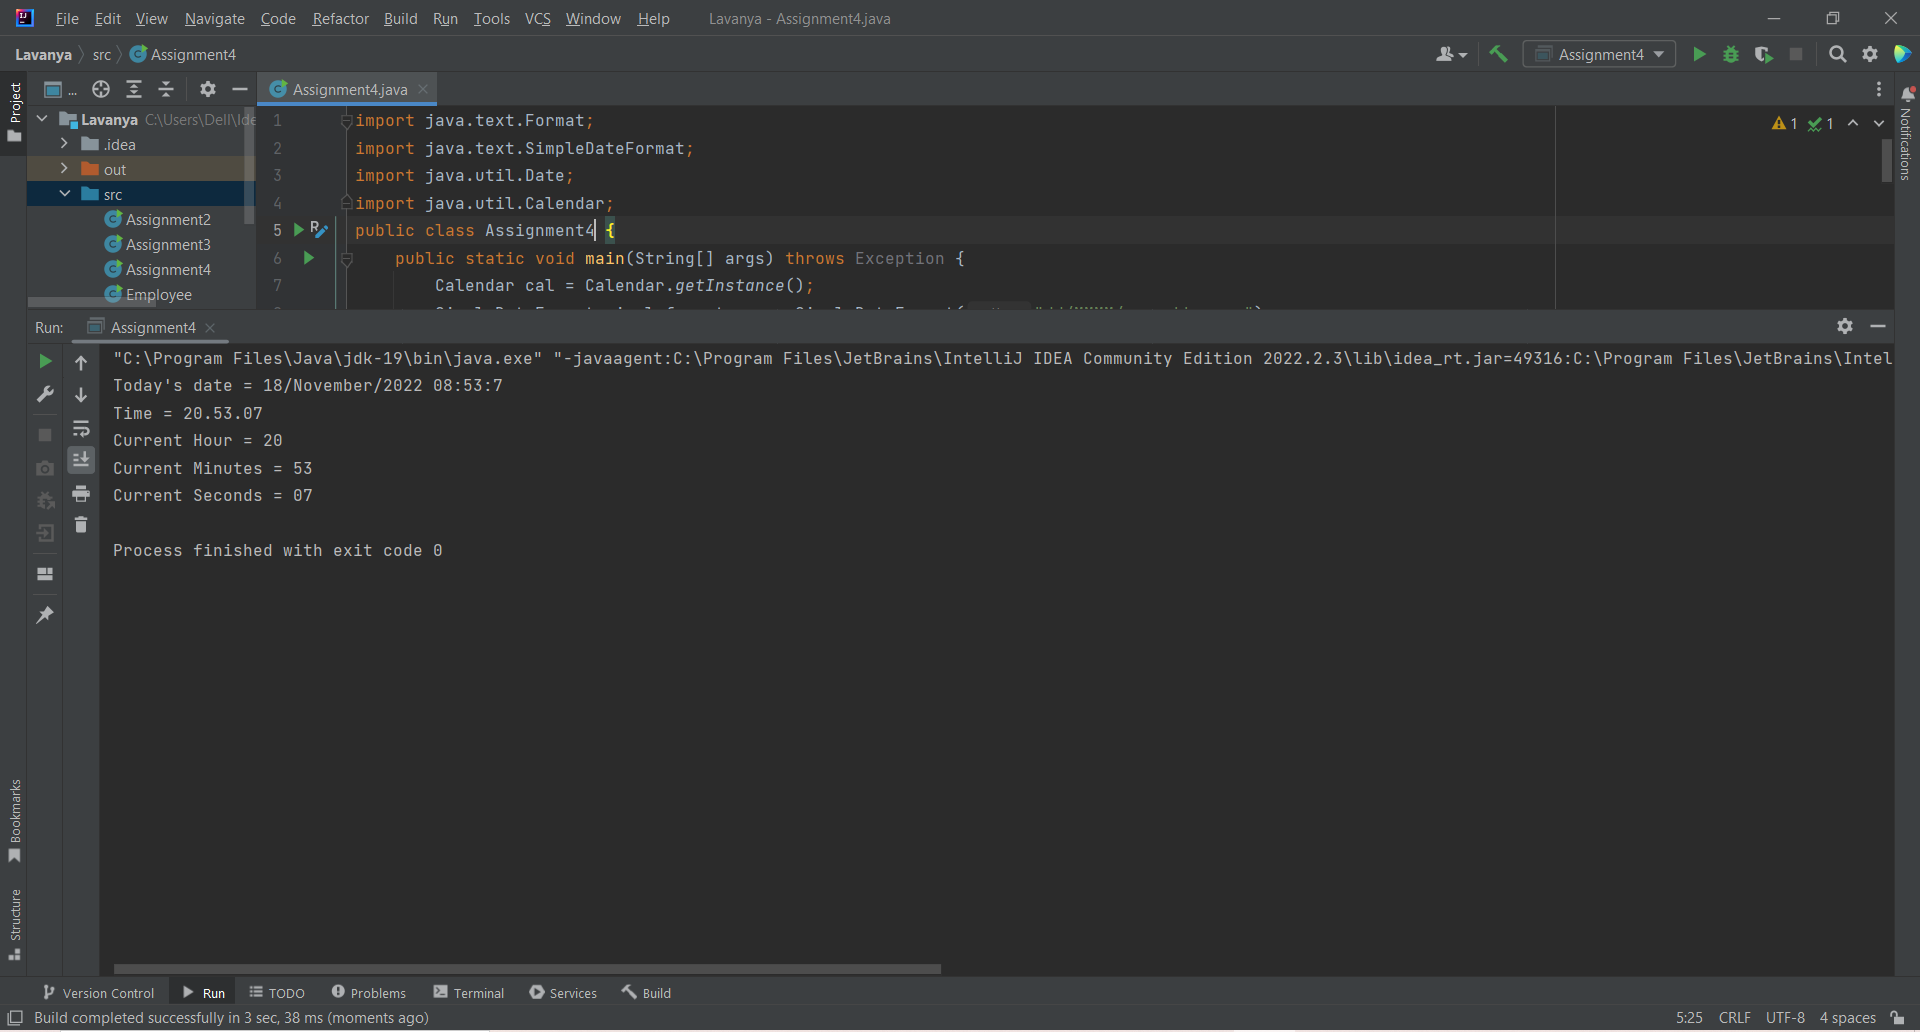 File Edit View Navigate Code Refactor Build Run Tools VCS Window Help Lavanya - Assignment4.java
Lavanya src Assignment4
Assignment4
Project
... Assignment4.java
Lavanya C:\Users\Dell\Ide
.idea
out
src
Assignment2
Assignment3
Assignment4
Employee
1 import java.text.Format;
2 import java.text.SimpleDateFormat;
3 import java.util.Date;
4 import java.util.Calendar;
5 public class Assignment4 {
6 public static void main(String[] args) throws Exception {
7 Calendar cal = Calendar.getInstance();
1 1
Notifications
Run: Assignment4
"C:\Program Files\Java\jdk-19\bin\java.exe" "-javaagent:C:\Program Files\JetBrains\IntelliJ IDEA Community Edition 2022.2.3\lib\idea_rt.jar=49316:C:\Program Files\JetBrains\Intel
Today's date = 18/November/2022 08:53:7
Time = 20.53.07
Current Hour = 20
Current Minutes = 53
Current Seconds = 07
Process finished with exit code 0
Bookmarks
Structure
Version Control Run TODO Problems Terminal Services Build
Build completed successfully in 3 sec, 38 ms (moments ago)
5:25 CRLF UTF-8 4 spaces